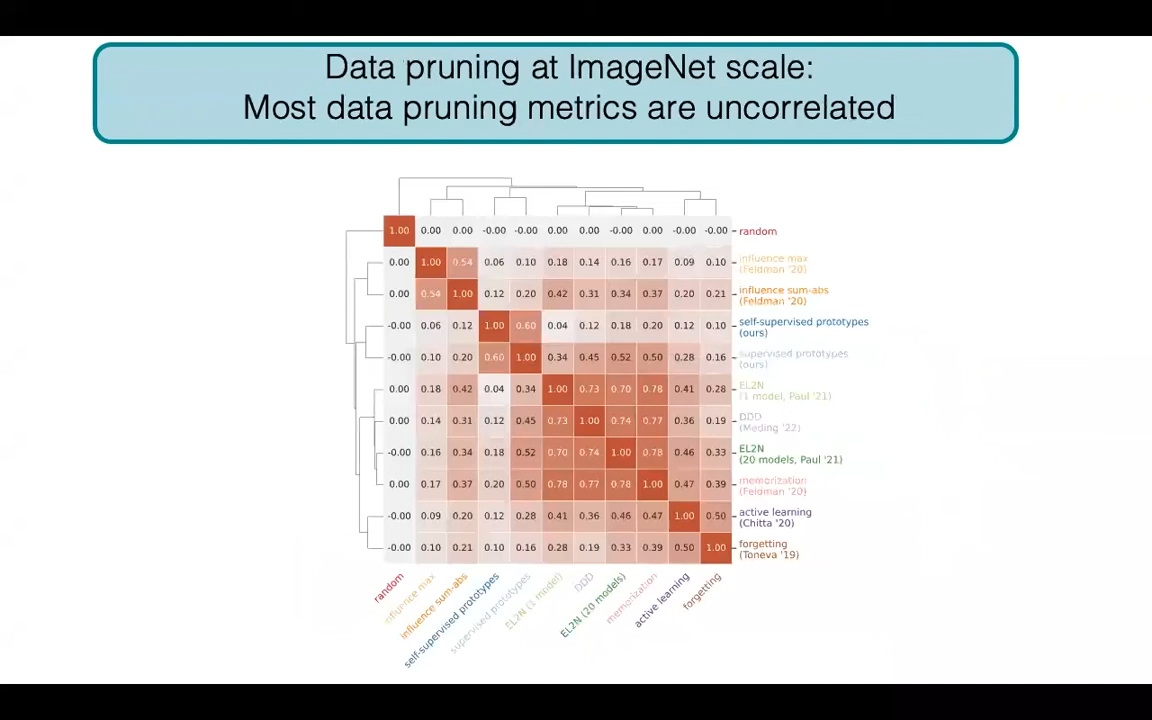 Data pruning at ImageNet scale:
Most data pruning metrics are uncorrelated
1.00 0.00 0.00 -0.00 -0.00 0.00 0.00 -0.00 0.00 -0.00 -0.00 random
0.00 1.00 0.54 0.06 0.10 0.18 0.14 0.16 0.17 0.09 0.10 influence max
(Feldman '20)
0.00 0.54 1.00 0.12 0.20 0.42 0.31 0.34 0.37 0.20 0.21 influence sum-abs
(Feldman '20)
-0.00 0.06 0.12 1.00 0.60 0.04 0.12 0.18 0.20 0.12 0.10 self-supervised prototypes
(ours)
-0.00 0.10 0.20 0.60 1.00 0.34 0.45 0.52 0.50 0.28 0.16 supervised prototypes
(ours)
0.00 0.18 0.42 0.04 0.34 1.00 0.73 0.70 0.78 0.41 0.28 EL2N
(1 model, Paul '21)
0.00 0.14 0.31 0.12 0.45 0.73 1.00 0.74 0.77 0.36 0.19 DDD
(Meding '22)
-0.00 0.16 0.34 0.18 0.52 0.70 0.74 1.00 0.78 0.46 0.33 EL2N
(20 models, Paul '21)
0.00 0.17 0.37 0.20 0.50 0.78 0.77 0.78 1.00 0.47 0.39 memorization
(Feldman '20)
-0.00 0.09 0.20 0.12 0.28 0.41 0.36 0.46 0.47 1.00 0.50 active learning
(Chitta '20)
-0.00 0.10 0.21 0.10 0.16 0.28 0.19 0.33 0.39 0.50 1.00 forgetting
(Toneva '19)
random
influence max
influence sum-abs
self-supervised prototypes
supervised prototypes
EL2N (1 model)
DDD
EL2N (20 models)
memorization
active learning
forgetting